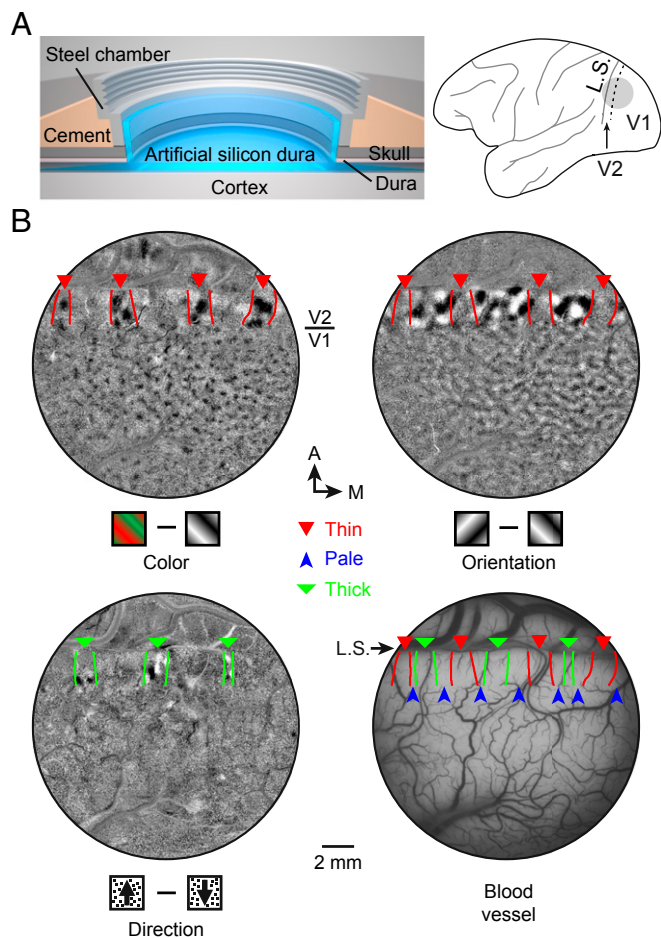 A
Steel chamber
Cement
Artificial silicon dura
Skull
Dura
Cortex
L.S.
V1
V2
B
V2
V1
A
M
Color
Orientation
Thin
Pale
Thick
L.S.
2 mm
Direction
Blood
vessel